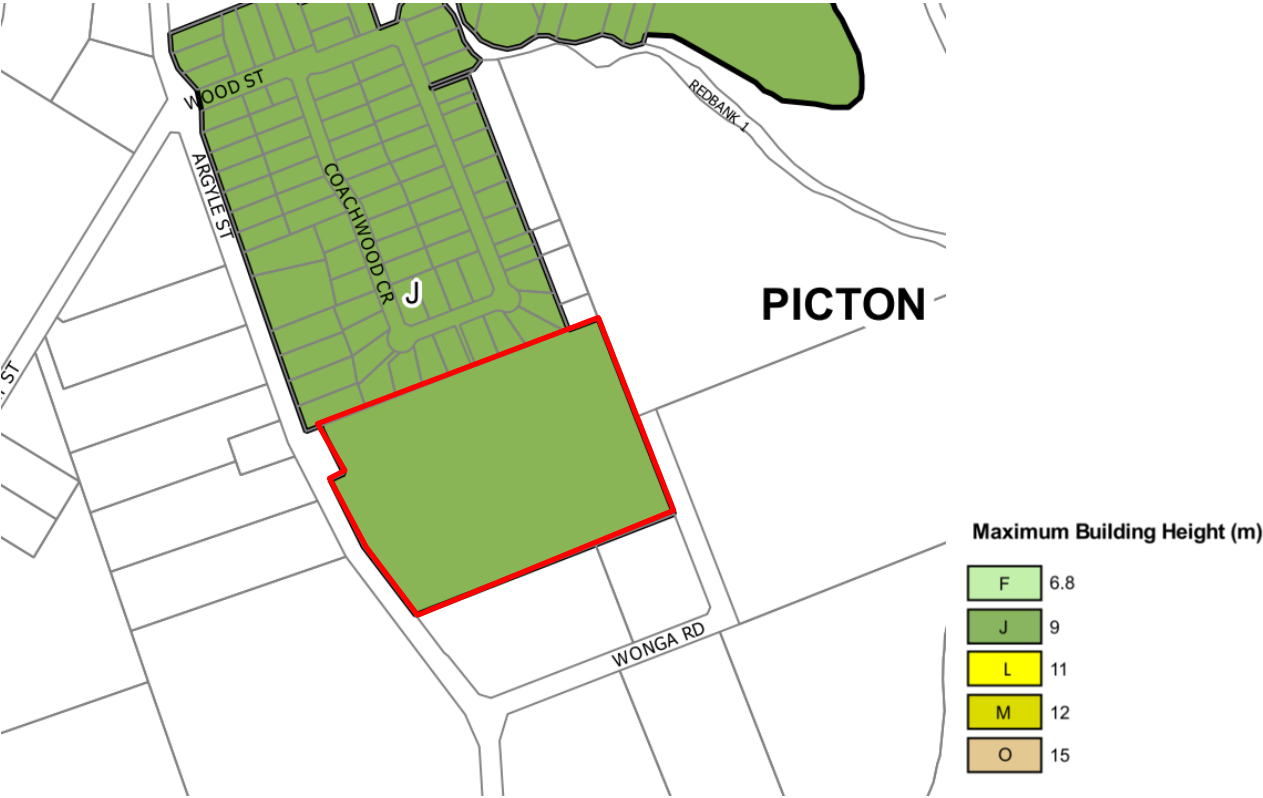 WOOD ST
REDBANK 1
ARGYLE ST
COACHWOOD CR
J
PICTON
ST
WONGA RD
Maximum Building Height (m)
F 6.8
J 9
L 11
M 12
O 15